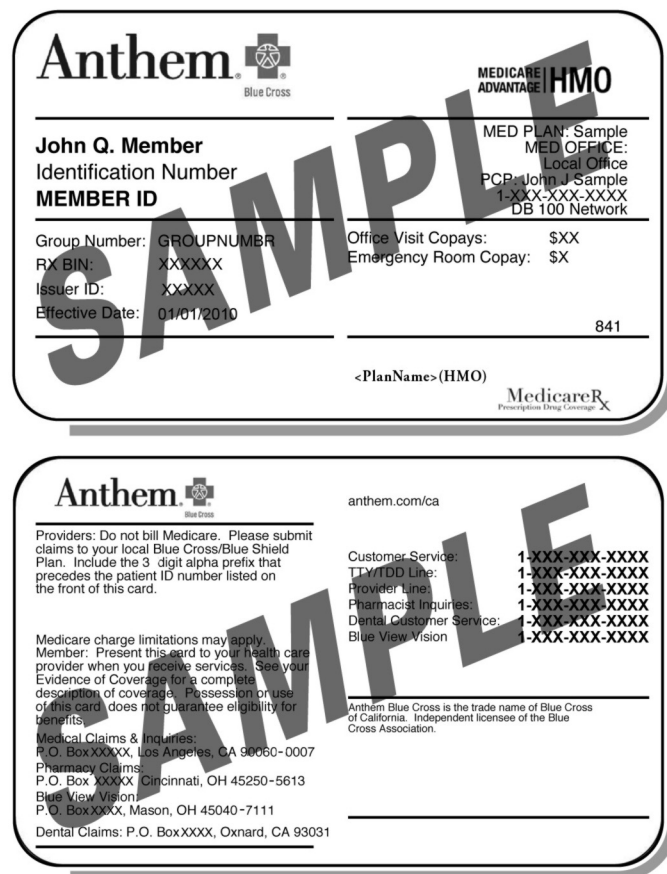 Anthem®
Blue Cross
MEDICARE ADVANTAGE | HMO
John Q. Member
Identification Number
MEMBER ID
MED PLAN: Sample
MED OFFICE:
Local Office
PCP: John J Sample
1-XXX-XXX-XXXX
DB 100 Network
Group Number: GROUPNUMBR
RX BIN: XXXXXX
Issuer ID: XXXXX
Effective Date: 01/01/2010
Office Visit Copays: $XX
Emergency Room Copay: $X
841
<PlanName>(HMO)
MedicareRx
Prescription Drug Coverage
SAMPLE
Anthem®
Blue Cross
Providers: Do not bill Medicare. Please submit
claims to your local Blue Cross/Blue Shield
Plan. Include the 3 digit alpha prefix that
precedes the patient ID number listed on
the front of this card.
Medicare charge limitations may apply.
Member: Present this card to your health care
provider when you receive services. See your
Evidence of Coverage for a complete
description of coverage. Possession or use
of this card does not guarantee eligibility for
benefits.
Medical Claims & Inquiries:
P.O. Box XXXXX, Los Angeles, CA 90060-0007
Pharmacy Claims:
P.O. Box XXXXX Cincinnati, OH 45250-5613
Blue View Vision:
P.O. Box XXXX, Mason, OH 45040-7111
Dental Claims: P.O. Box XXXX, Oxnard, CA 93031
anthem.com/ca
Customer Service: 1-XXX-XXX-XXXX
TTY/TDD Line: 1-XXX-XXX-XXXX
Provider Line: 1-XXX-XXX-XXXX
Pharmacist Inquiries: 1-XXX-XXX-XXXX
Dental Customer Service: 1-XXX-XXX-XXXX
Blue View Vision 1-XXX-XXX-XXXX
Anthem Blue Cross is the trade name of Blue Cross
of California. Independent licensee of the Blue
Cross Association.
SAMPLE